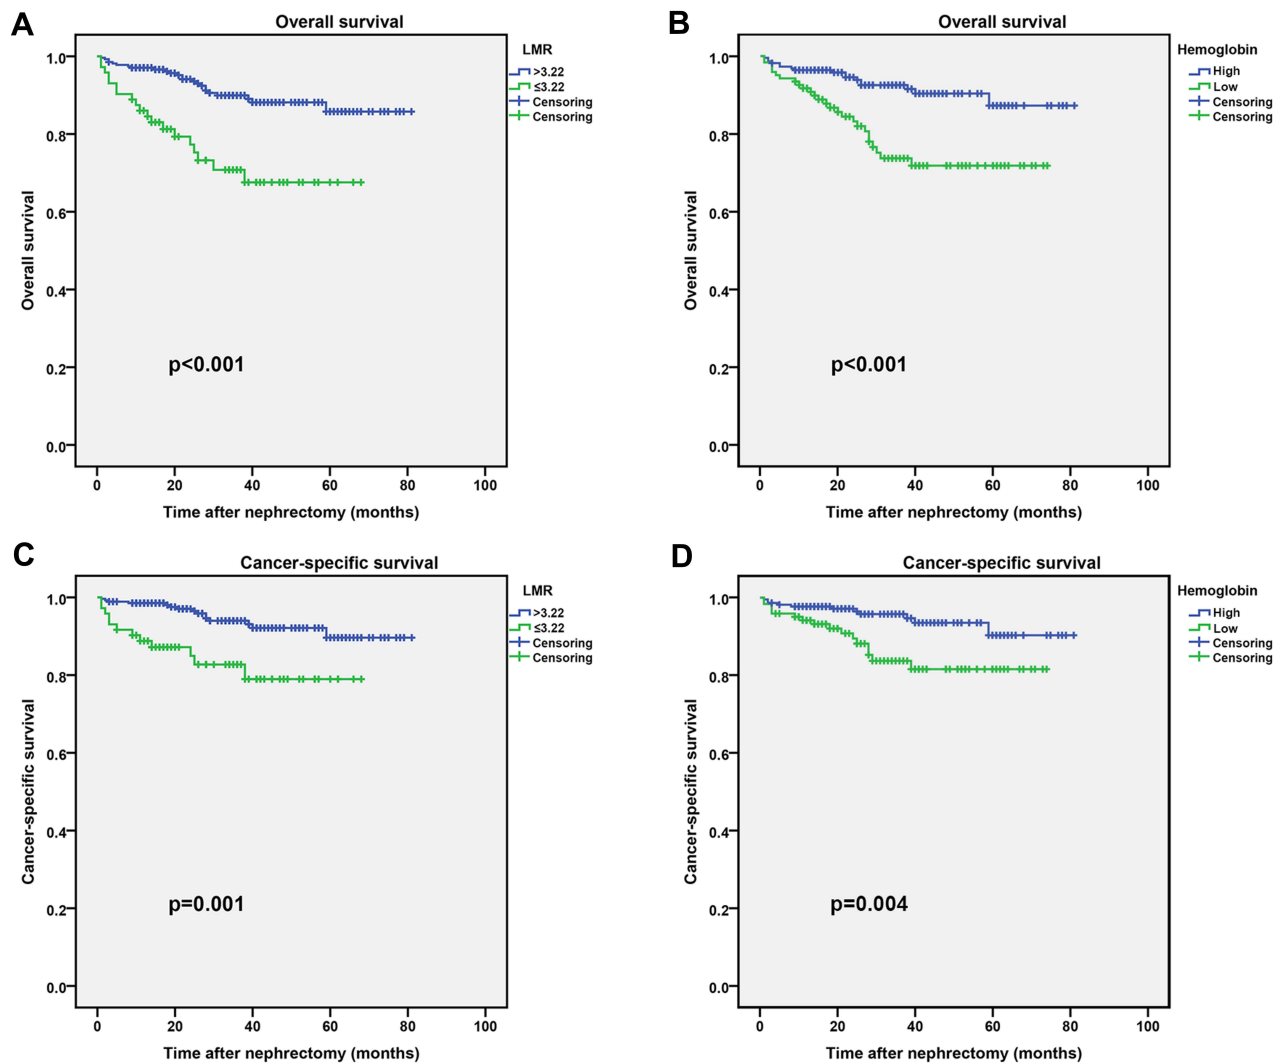 A
Overall survival
LMR
>3.22
≤3.22
Censoring
Censoring
1.0
0.8
0.6
0.4
0.2
0.0
Overall survival
p<0.001
0 20 40 60 80 100
Time after nephrectomy (months)
B
Overall survival
Hemoglobin
High
Low
Censoring
Censoring
1.0
0.8
0.6
0.4
0.2
0.0
Overall survival
p<0.001
0 20 40 60 80 100
Time after nephrectomy (months)
C
Cancer-specific survival
LMR
>3.22
≤3.22
Censoring
Censoring
1.0
0.8
0.6
0.4
0.2
0.0
Cancer-specific survival
p=0.001
0 20 40 60 80 100
Time after nephrectomy (months)
D
Cancer-specific survival
Hemoglobin
High
Low
Censoring
Censoring
1.0
0.8
0.6
0.4
0.2
0.0
Cancer-specific survival
p=0.004
0 20 40 60 80 100
Time after nephrectomy (months)